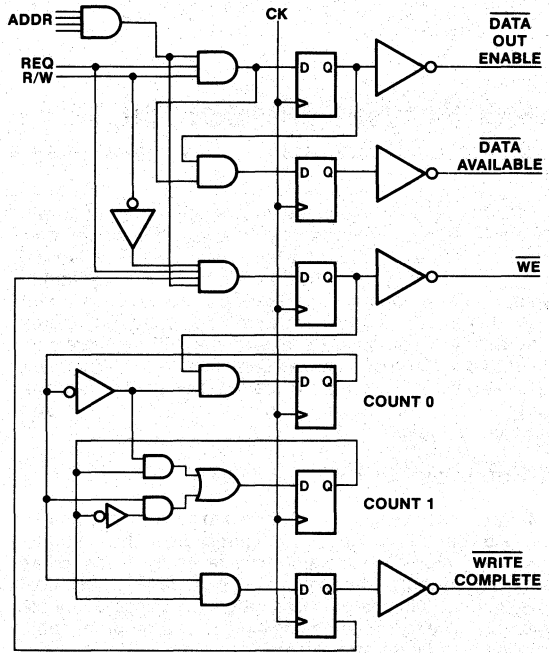 CK
ADDR
DATA
OUT
ENABLE
REQ
R/W
D Q
DATA
AVAILABLE
D Q
WE
D Q
D Q
COUNT 0
D Q
COUNT 1
WRITE
COMPLETE
D Q